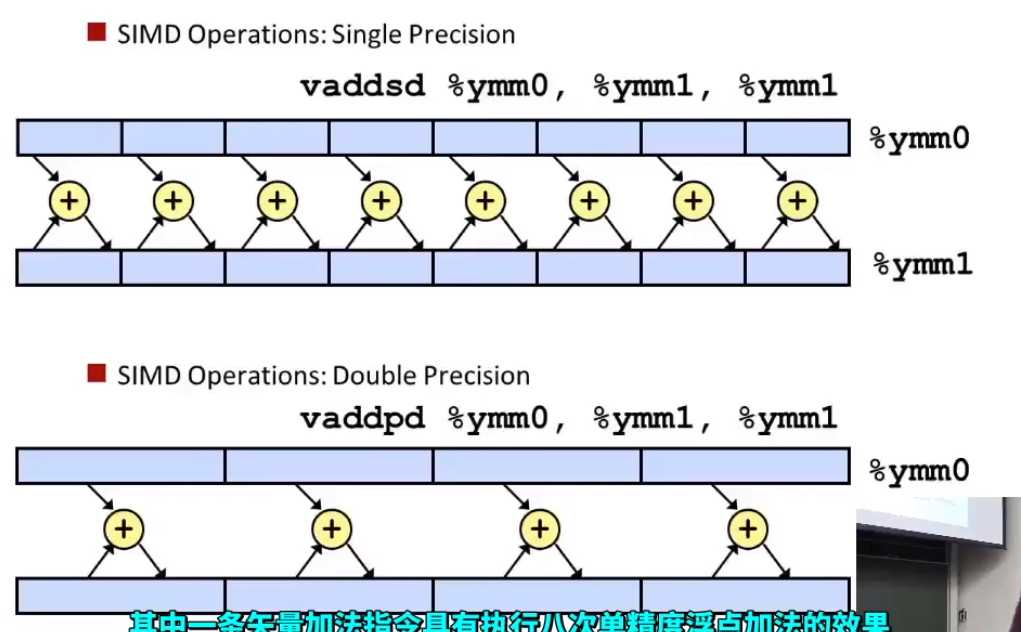 SIMD Operations: Single Precision
vaddsd %ymm0, %ymm1, %ymm1
%ymm0
+ + + + + + + +
%ymm1
SIMD Operations: Double Precision
vaddpd %ymm0, %ymm1, %ymm1
%ymm0
+ + + +
其中一条矢量加法指令具有执行八次单精度浮点加法的效果